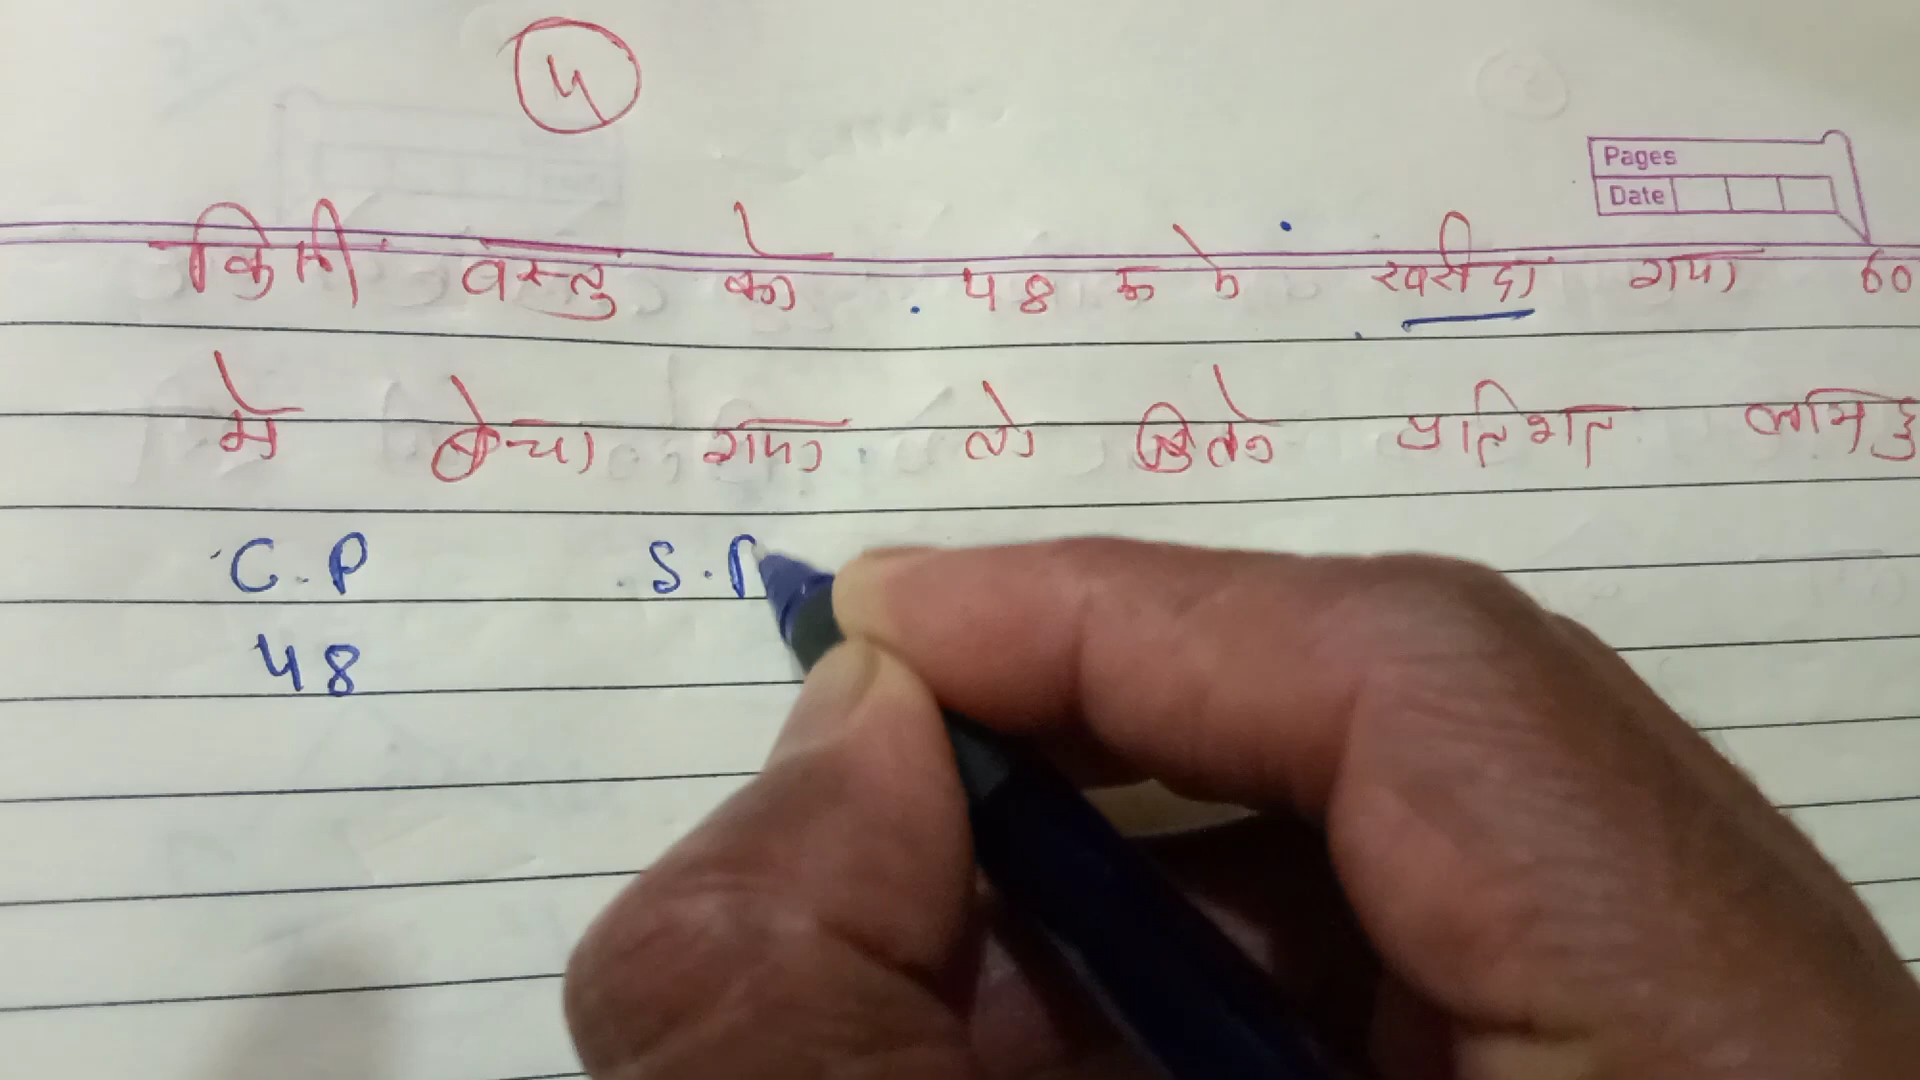 4
Pages
Date
किसी वस्तु को 48 रू मे खरीदा गया 60
मे बेचा गया तो कितने प्रतिशत लाभ हु
C.P S.P
48